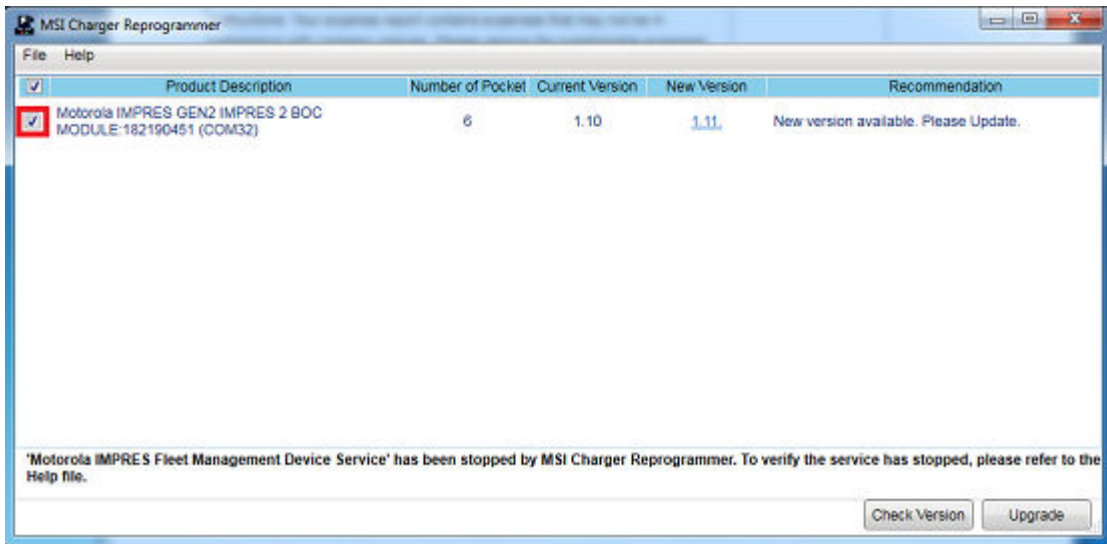 MSI Charger Reprogrammer
File Help
Product Description Number of Pocket Current Version New Version Recommendation
Motorola IMPRES GEN2 IMPRES 2 BOC
MODULE:182190451 (COM32) 6 1.10 1.11. New version available. Please Update.
'Motorola IMPRES Fleet Management Device Service' has been stopped by MSI Charger Reprogrammer. To verify the service has stopped, please refer to the
Help file.
Check Version Upgrade